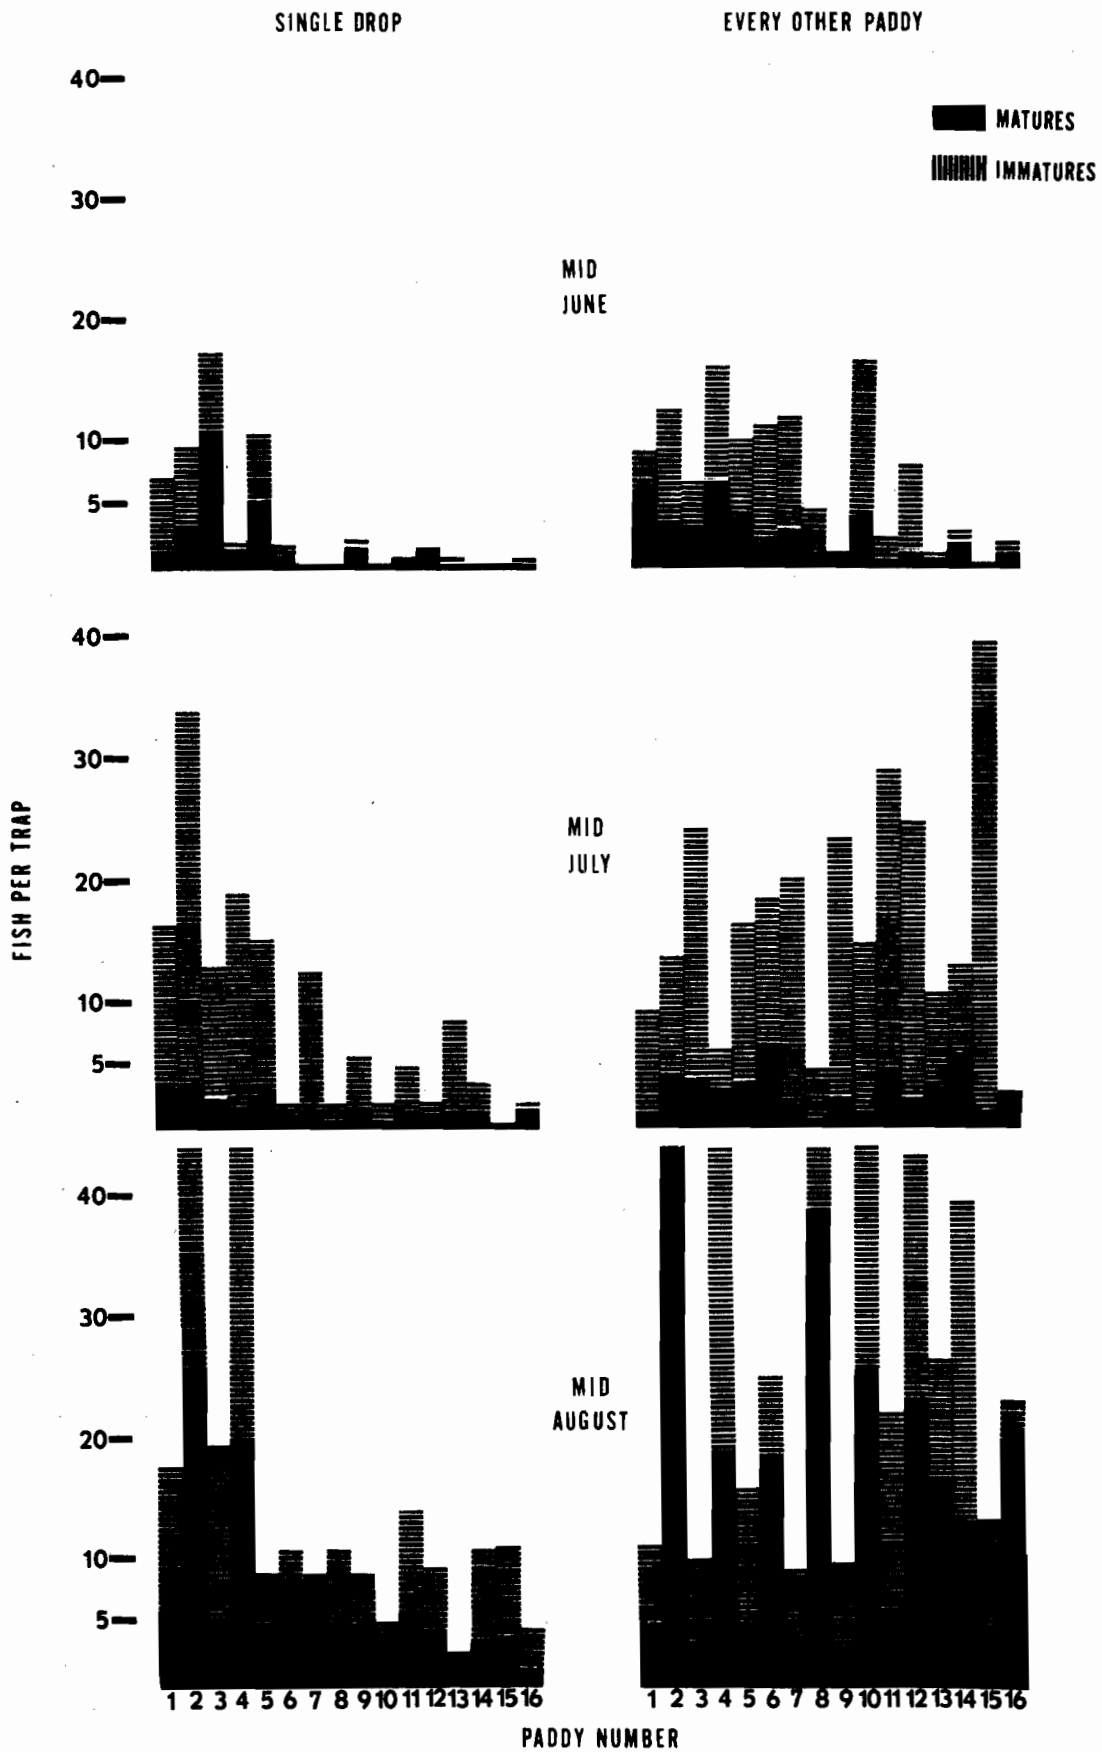 SINGLE DROP
EVERY OTHER PADDY
40
MATURES
IMMATURES
30
MID
JUNE
20
10
5
40
30
MID
JULY
20
10
5
FISH PER TRAP
40
30
MID
AUGUST
20
10
5
1 2 3 4 5 6 7 8 9 10 11 12 13 14 15 16
1 2 3 4 5 6 7 8 9 10 11 12 13 14 15 16
PADDY NUMBER